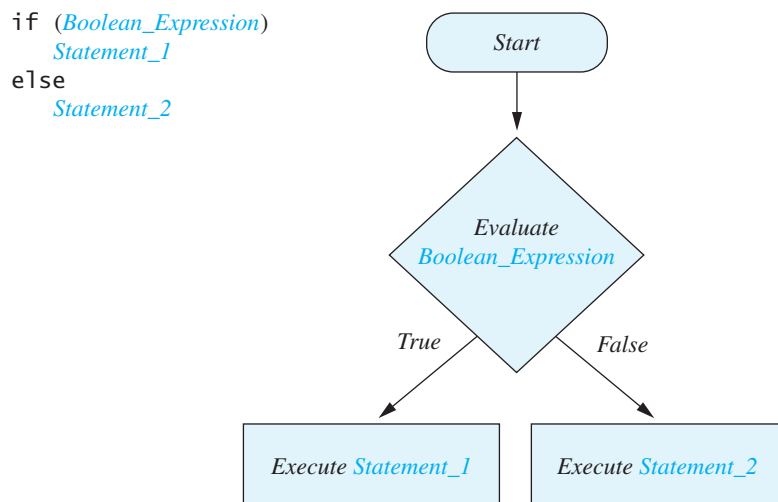 if (Boolean_Expression)
Statement_1
else
Statement_2
Start
Evaluate
Boolean_Expression
True
False
Execute Statement_1
Execute Statement_2